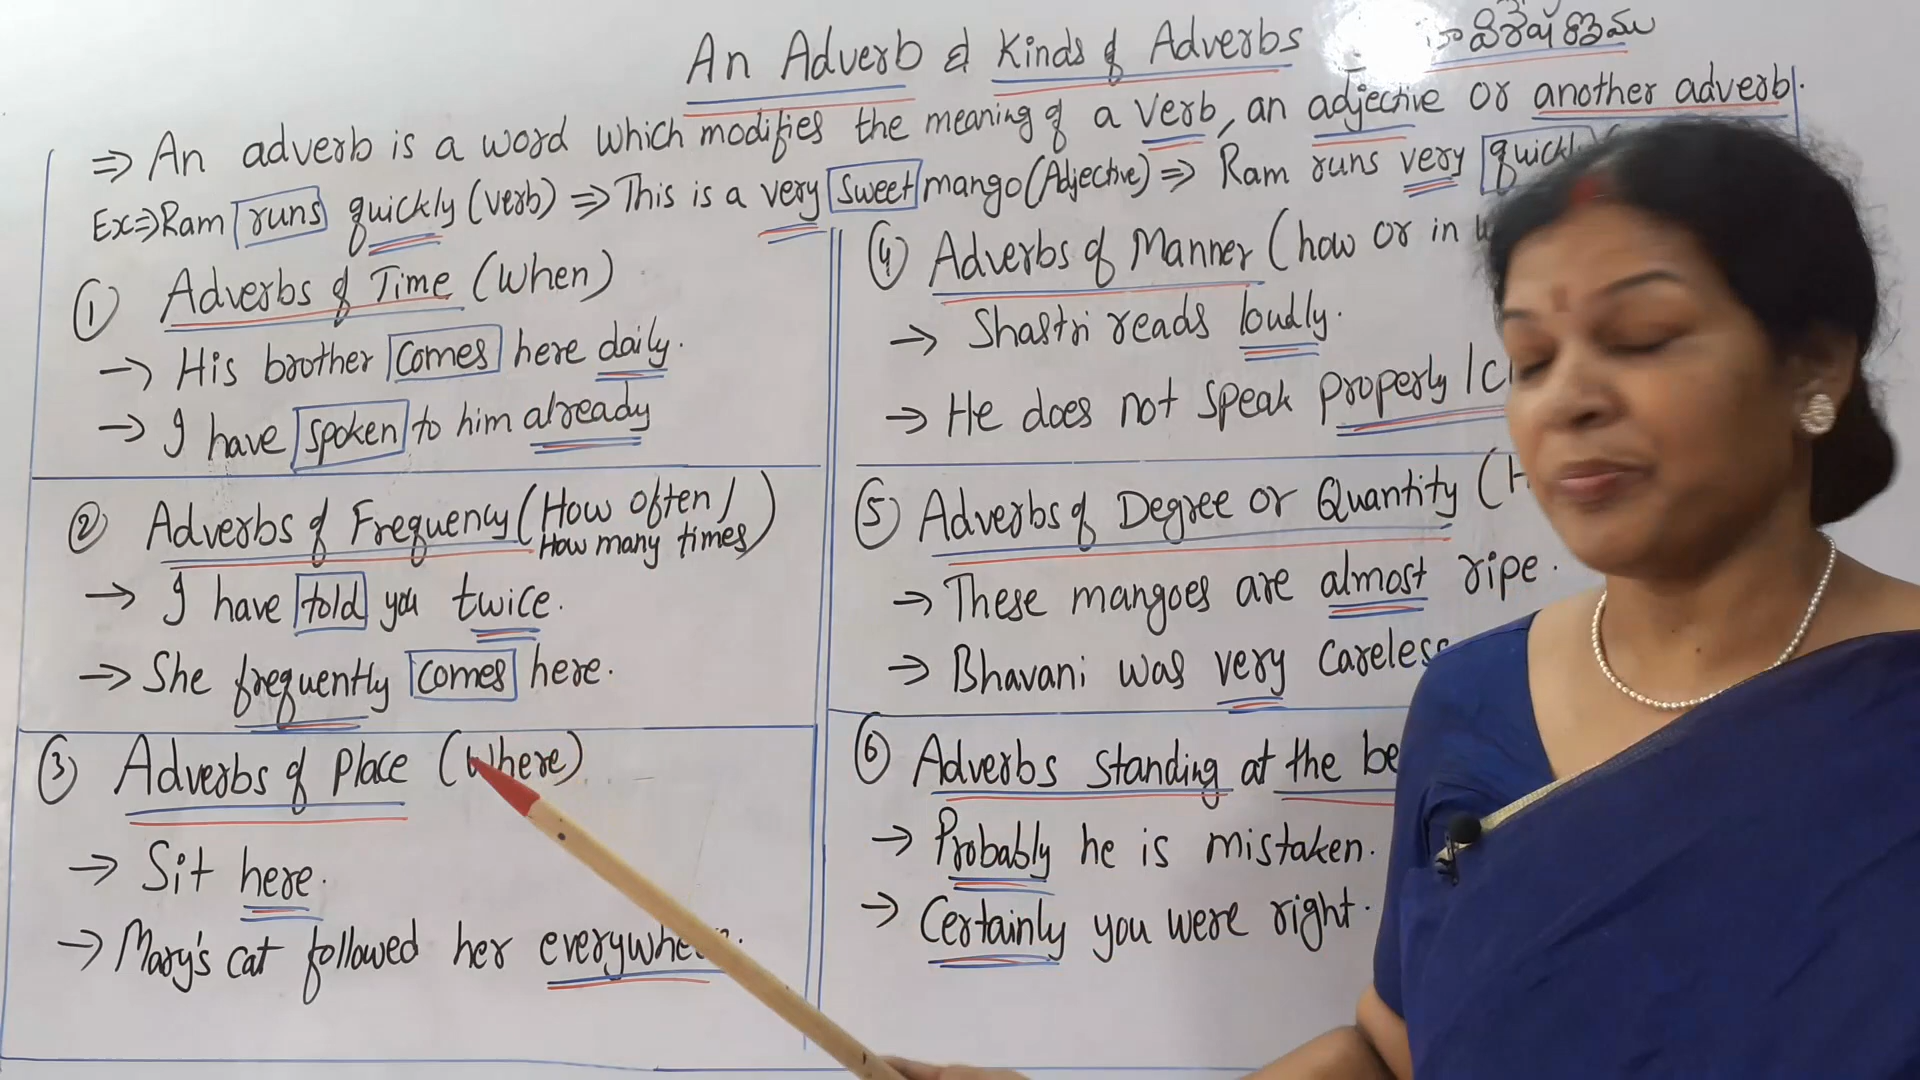 An Adverb & Kinds of Adverbs
విశేషణము
⇒ An adverb is a word which modifies the meaning of a verb, an adjective or another adverb.
Ex⇒Ram runs quickly (verb) ⇒ This is a very sweet mango (Adjective) ⇒ Ram runs very
① Adverbs of Time (When)
→ His brother comes here daily.
→ I have spoken to him already
② Adverbs of Frequency (How often /
How many times)
→ I have told you twice.
→ She frequently comes here.
③ Adverbs of Place (Where)
→ Sit here.
→ Mary's cat followed her
④ Adverbs of Manner (how or in
→ Shastri reads loudly.
→ He does not speak properly /
⑤ Adverbs of Degree or Quantity (
→ These mangoes are almost ripe.
→ Bhavani was very careless
⑥ Adverbs standing at the
→ Probably he is mistaken.
→ Certainly you were right.